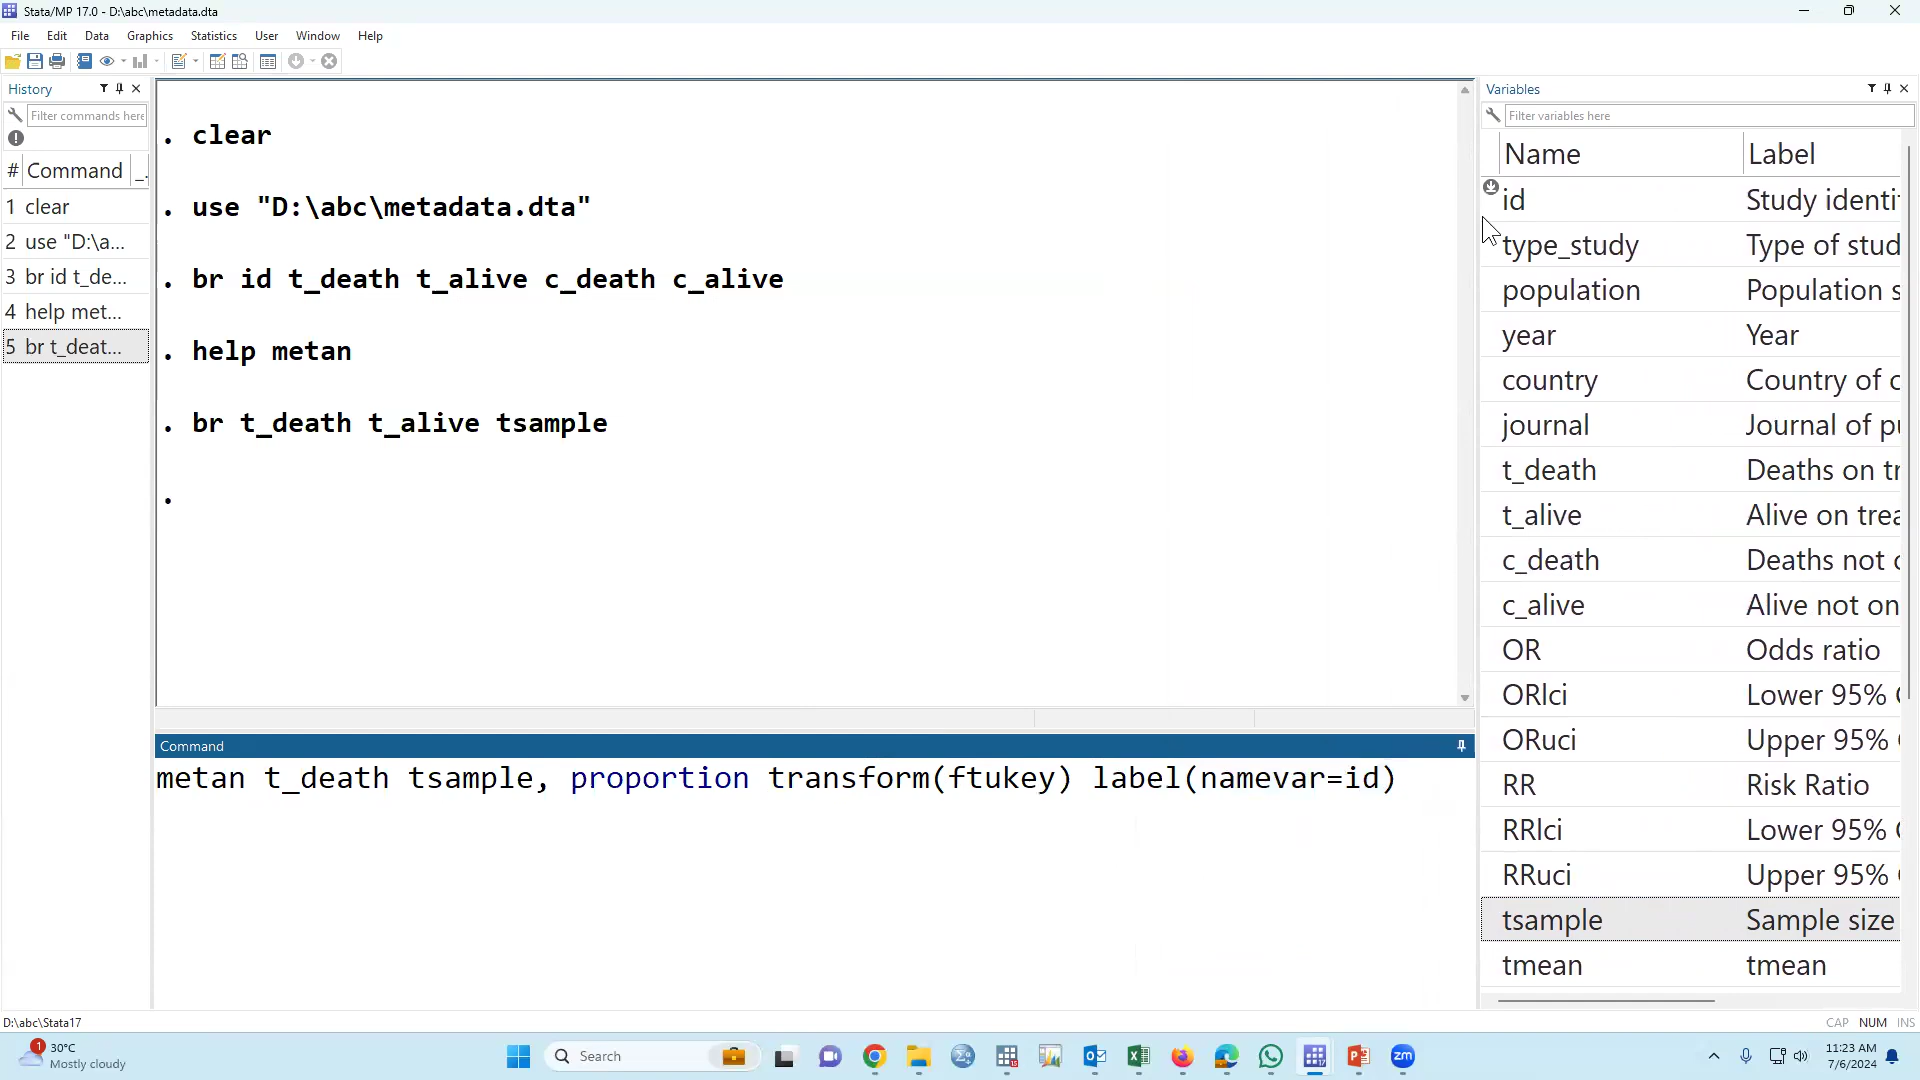 Stata/MP 17.0 - D:\abc\metadata.dta
File Edit Data Graphics Statistics User Window Help
History
Filter commands here
# Command _.
1 clear
2 use "D:\a...
3 br id t_de...
4 help met...
5 br t_deat...
. clear
. use "D:\abc\metadata.dta"
. br id t_death t_alive c_death c_alive
. help metan
. br t_death t_alive tsample
.
Command
metan t_death tsample, proportion transform(ftukey) label(namevar=id)
Variables
Filter variables here
Name Label
id Study identi
type_study Type of stud
population Population s
year Year
country Country of c
journal Journal of pu
t_death Deaths on tr
t_alive Alive on trea
c_death Deaths not o
c_alive Alive not on
OR Odds ratio
ORlci Lower 95% C
ORuci Upper 95% C
RR Risk Ratio
RRlci Lower 95% C
RRuci Upper 95% C
tsample Sample size
tmean tmean
D:\abc\Stata17
CAP NUM INS
1
30°C
Mostly cloudy
Search
zm
11:23 AM
7/6/2024